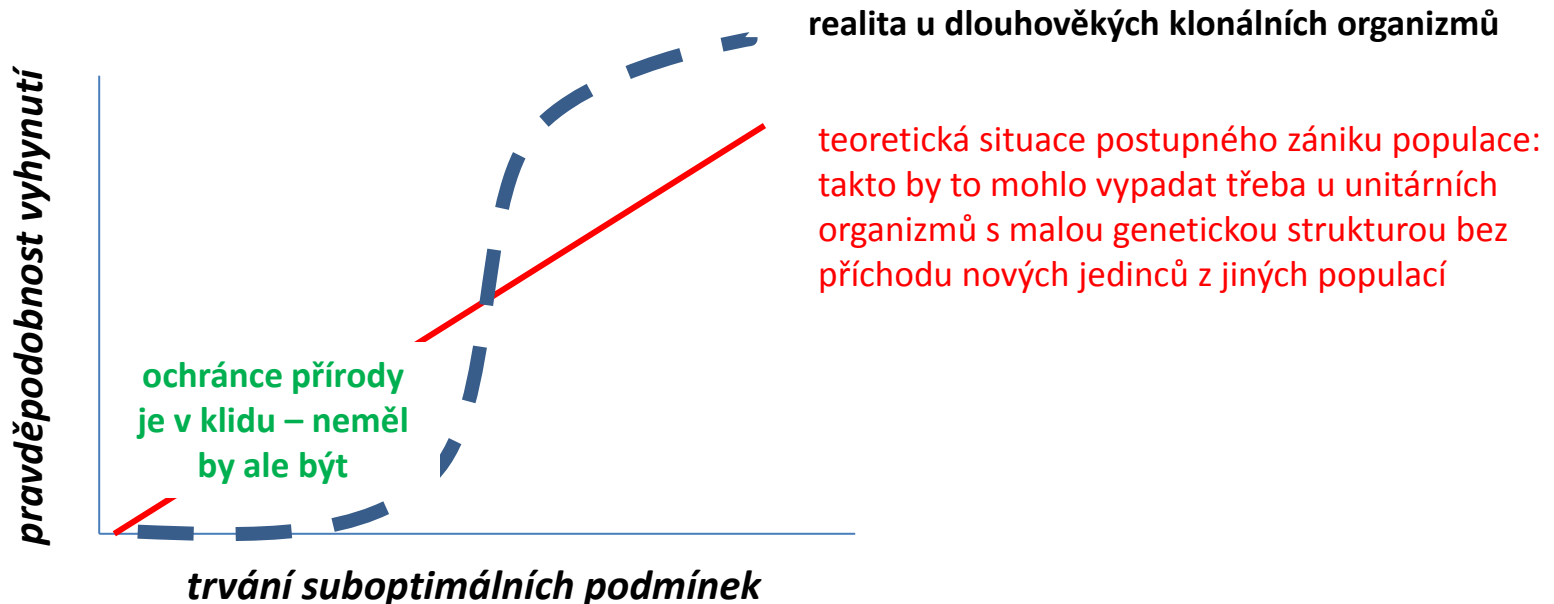 realita u dlouhověkých klonálních organizmů
pravděpodobnost vyhynutí
teoretická situace postupného zániku populace:
takto by to mohlo vypadat třeba u unitárních
organizmů s malou genetickou strukturou bez
příchodu nových jedinců z jiných populací
ochránce přírody
je v klidu – neměl
by ale být
trvání suboptimálních podmínek